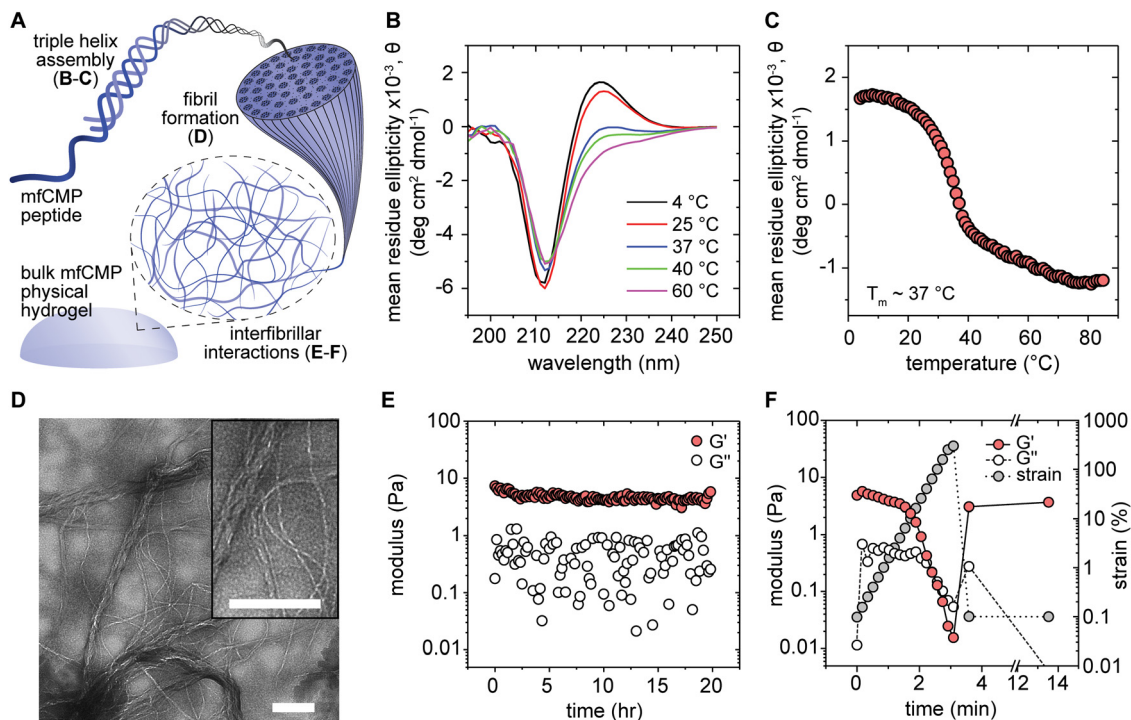 A
triple helix
assembly
(B-C)
fibril
formation
(D)
mfCMP
peptide
bulk mfCMP
physical
hydrogel
interfibrillar
interactions (E-F)
B
mean residue ellipticity x10-3, θ
(deg cm2 dmol-1)
2
0
-2
-4
-6
4 °C
25 °C
37 °C
40 °C
60 °C
200 210 220 230 240 250
wavelength (nm)
C
mean residue ellipticity x10-3, θ
(deg cm2 dmol-1)
2
1
0
-1
Tm ~ 37 °C
0 20 40 60 80
temperature (°C)
D
E
modulus (Pa)
100
10
1
0.1
0.01
G'
G"
0 5 10 15 20
time (hr)
F
modulus (Pa)
100
10
1
0.1
0.01
G'
G"
strain
1000
100
10
1
0.1
0.01
strain (%)
0 2 4 12 14
time (min)